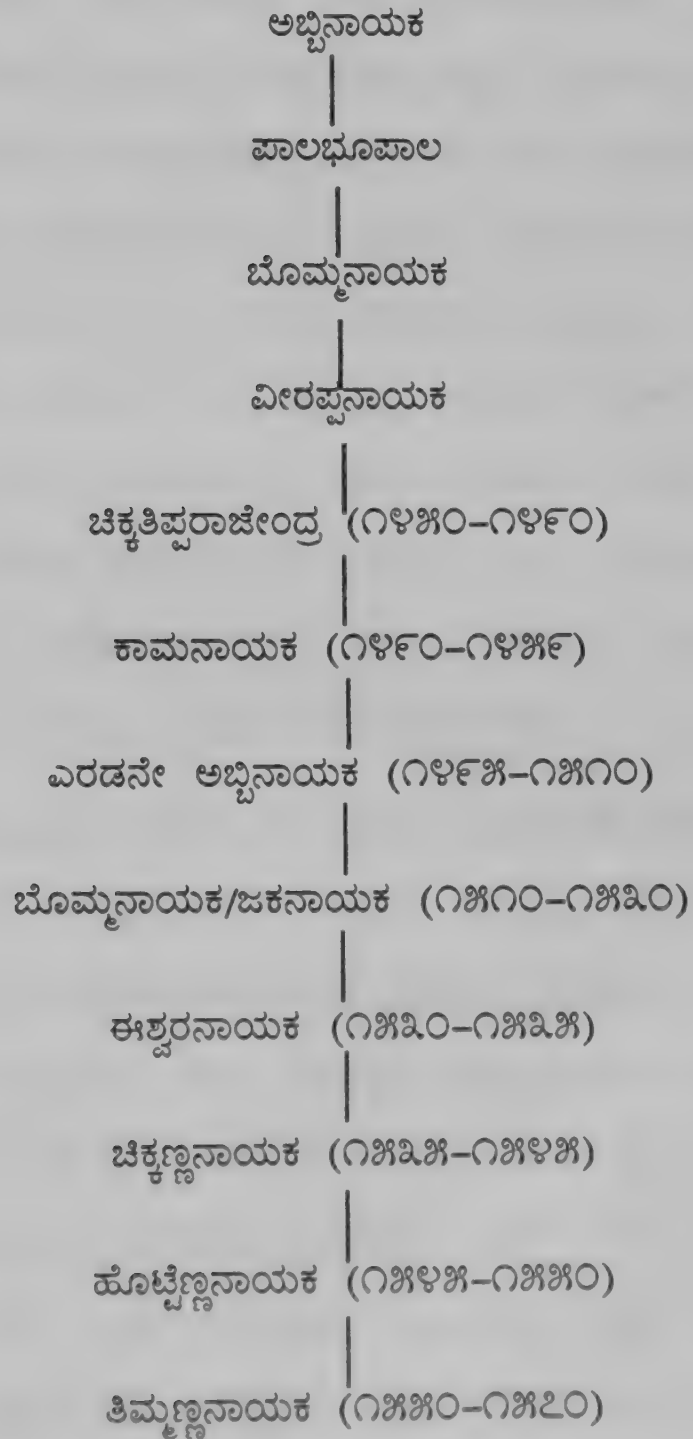 ಅಬ್ಬಿನಾಯಕ
ಪಾಲಭೂಪಾಲ
ಬೊಮ್ಮನಾಯಕ
ವೀರಪ್ಪನಾಯಕ
ಚಿಕ್ಕತಿಪ್ಪರಾಜೇಂದ್ರ (೧೪೫೦–೧೪೯೦)
ಕಾಮನಾಯಕ (೧೪೯೦–೧೪೫೯)
ಎರಡನೇ ಅಬ್ಬಿನಾಯಕ (೧೪೯೫–೧೫೧೦)
ಬೊಮ್ಮನಾಯಕ/ಜಕನಾಯಕ (೧೫೧೦–೧೫೩೦)
ಈಶ್ವರನಾಯಕ (೧೫೩೦–೧೫೩೫)
ಚಿಕ್ಕಣ್ಣನಾಯಕ (೧೫೩೫–೧೫೪೫)
ಹೊಟ್ಟೆಣ್ಣನಾಯಕ (೧೫೪೫–೧೫೫೦)
ತಿಮ್ಮಣ್ಣನಾಯಕ (೧೫೫೦–೧೫೭೦)